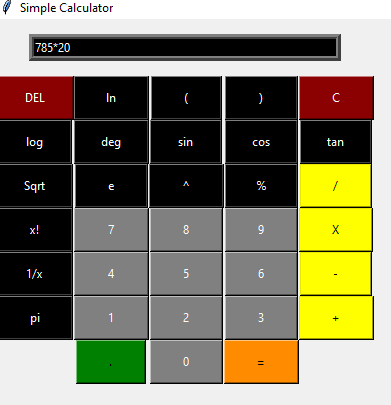 Simple Calculator
785*20
DEL ln ( ) C
log deg sin cos tan
Sqrt e ^ % /
x! 7 8 9 X
1/x 4 5 6 -
pi 1 2 3 +
. 0 =